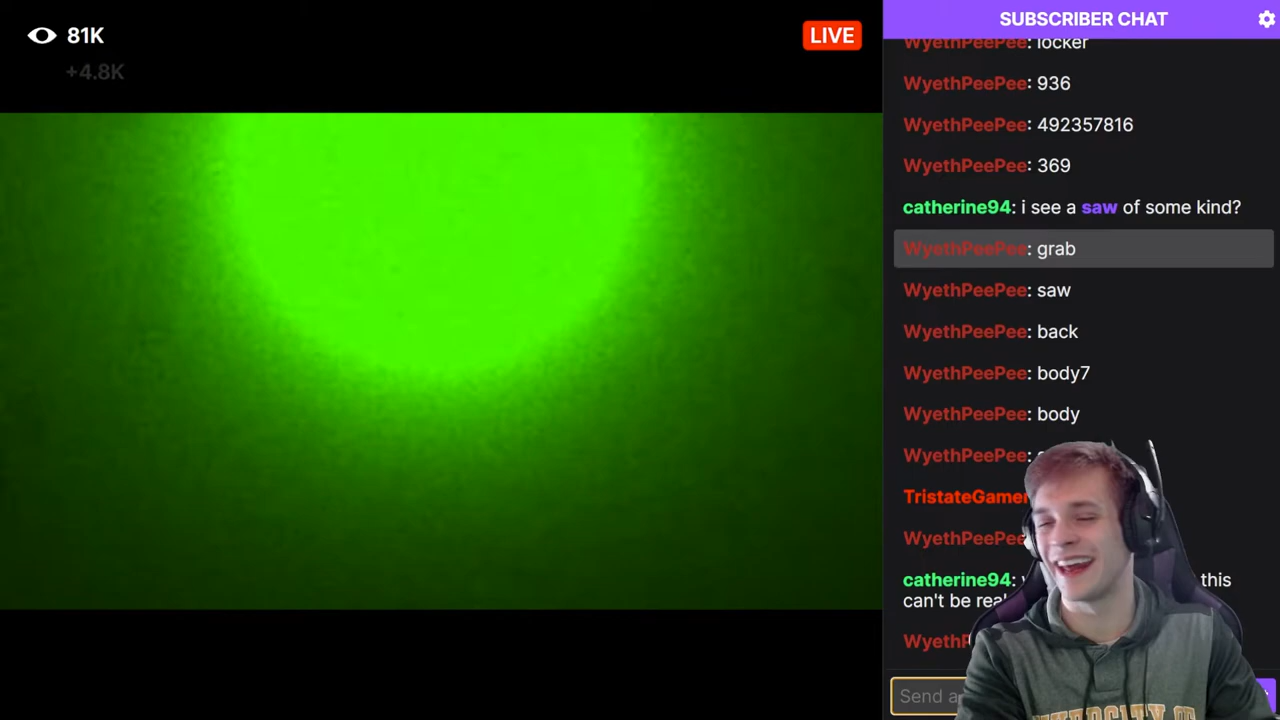 81K
LIVE
+4.8K
SUBSCRIBER CHAT
WyethPeePee: locker
WyethPeePee: 936
WyethPeePee: 492357816
WyethPeePee: 369
catherine94: i see a saw of some kind?
WyethPeePee: grab
WyethPeePee: saw
WyethPeePee: back
WyethPeePee: body7
WyethPeePee: body
WyethPeePee:
TristateGamer
WyethPeePee
catherine94: this
can't be real
Send a